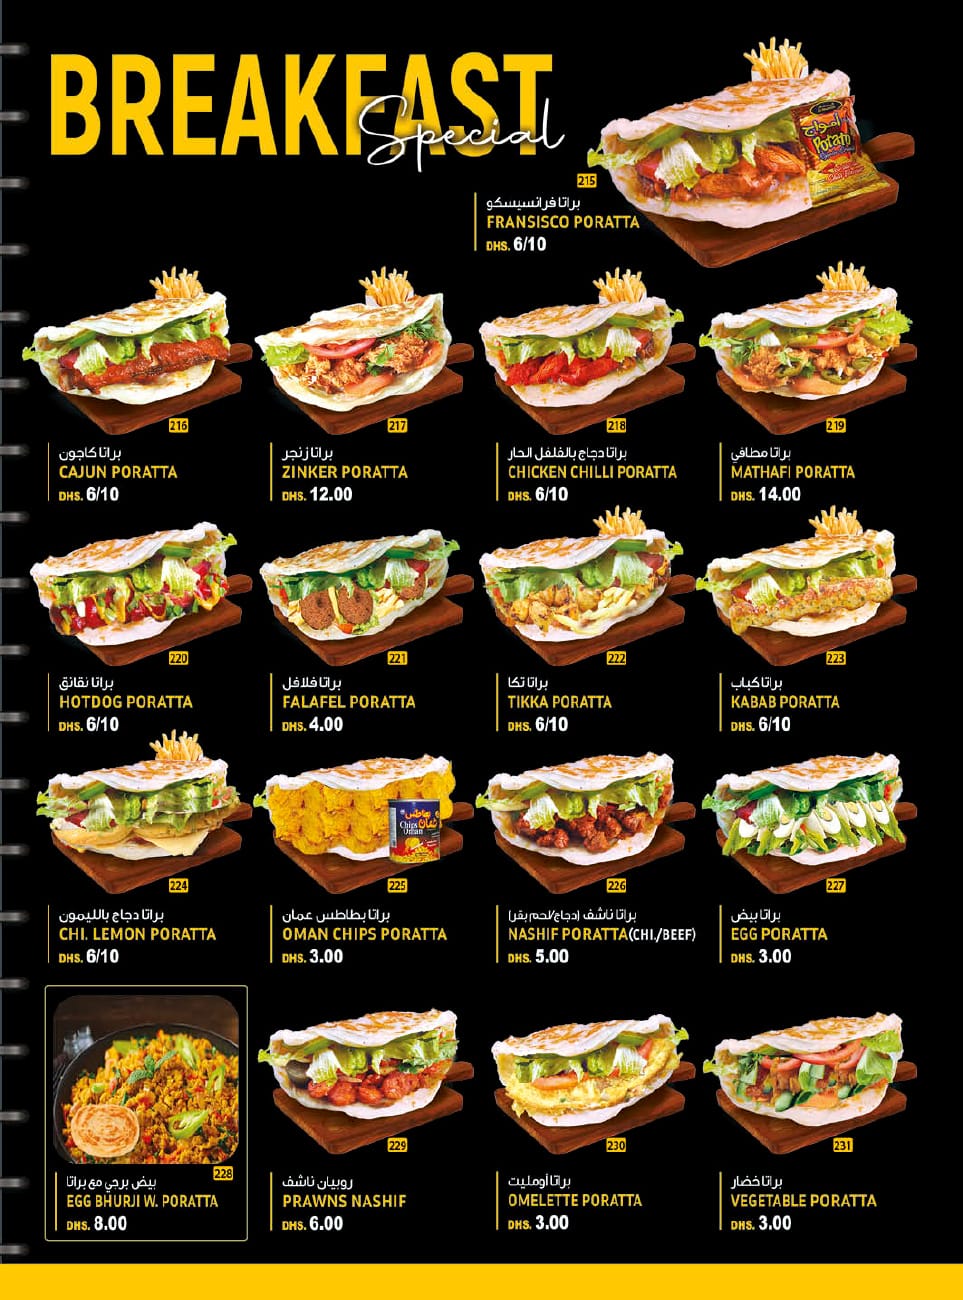 BREAKFAST
Special
أمواج
Potato
215
براتا فرانسيسكو
FRANSISCO PORATTA
DHS. 6/10
216
براتا كاجون
CAJUN PORATTA
DHS. 6/10
217
براتا زنجر
ZINKER PORATTA
DHS. 12.00
218
براتا دجاج بالفلفل الحار
CHICKEN CHILLI PORATTA
DHS. 6/10
219
براتا مطافي
MATHAFI PORATTA
DHS. 14.00
220
براتا نقانق
HOTDOG PORATTA
DHS. 6/10
221
براتا فلافل
FALAFEL PORATTA
DHS. 4.00
222
براتا تكا
TIKKA PORATTA
DHS. 6/10
223
براتا كباب
KABAB PORATTA
DHS. 6/10
224
براتا دجاج بالليمون
CHI. LEMON PORATTA
DHS. 6/10
بطاطس
عمان
Chips
Oman
225
براتا بطاطس عمان
OMAN CHIPS PORATTA
DHS. 3.00
226
براتا ناشف (دجاج/لحم بقر)
NASHIF PORATTA(CHI./BEEF)
DHS. 5.00
227
براتا بيض
EGG PORATTA
DHS. 3.00
228
بيض برجي مع براتا
EGG BHURJI W. PORATTA
DHS. 8.00
229
روبيان ناشف
PRAWNS NASHIF
DHS. 6.00
230
براتا أومليت
OMELETTE PORATTA
DHS. 3.00
231
براتا خضار
VEGETABLE PORATTA
DHS. 3.00